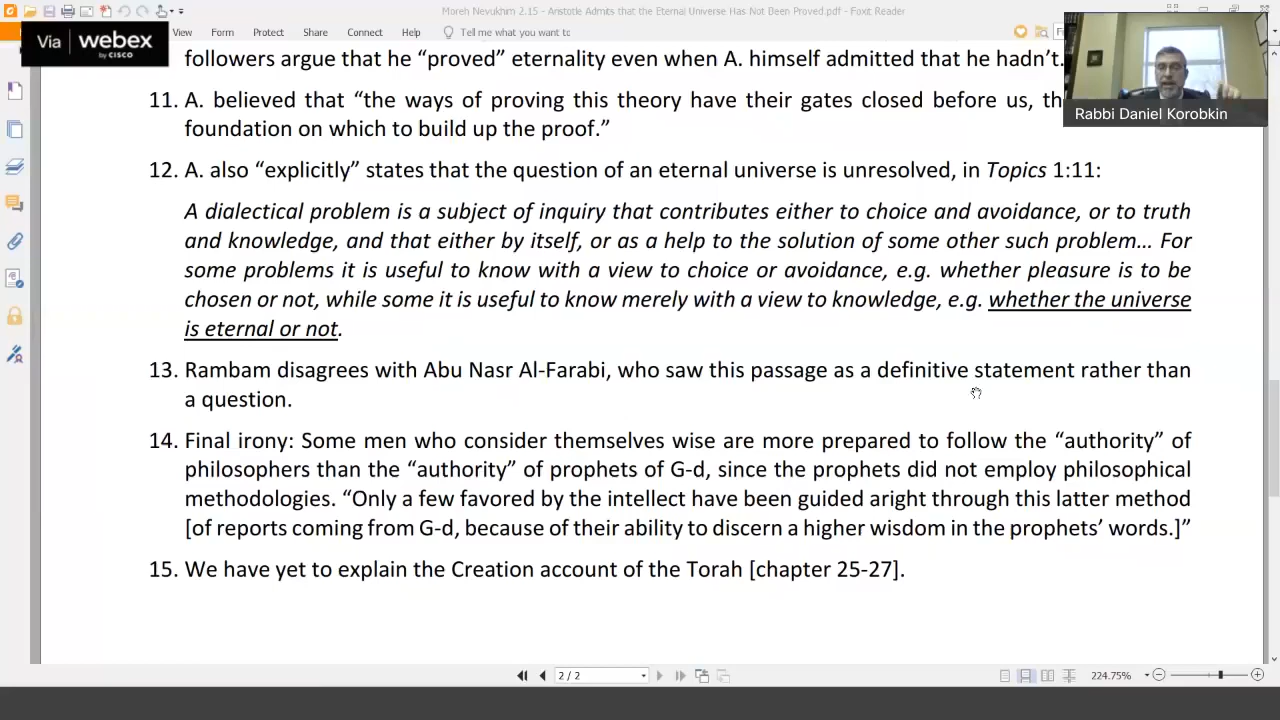 Moreh Nevukhim 2.15 - Aristotle Admits that the Eternal Universe Has Not Been Proved.pdf - Foxit Reader
Via webex
by CISCO
View Form Protect Share Connect Help Tell me what you want to
followers argue that he “proved” eternality even when A. himself admitted that he hadn’t.
Rabbi Daniel Korobkin
11. A. believed that “the ways of proving this theory have their gates closed before us,
foundation on which to build up the proof.”
12. A. also “explicitly” states that the question of an eternal universe is unresolved, in Topics 1:11:
A dialectical problem is a subject of inquiry that contributes either to choice and avoidance, or to truth
and knowledge, and that either by itself, or as a help to the solution of some other such problem... For
some problems it is useful to know with a view to choice or avoidance, e.g. whether pleasure is to be
chosen or not, while some it is useful to know merely with a view to knowledge, e.g. whether the universe
is eternal or not.
13. Rambam disagrees with Abu Nasr Al-Farabi, who saw this passage as a definitive statement rather than
a question.
14. Final irony: Some men who consider themselves wise are more prepared to follow the “authority” of
philosophers than the “authority” of prophets of G-d, since the prophets did not employ philosophical
methodologies. “Only a few favored by the intellect have been guided aright through this latter method
[of reports coming from G-d, because of their ability to discern a higher wisdom in the prophets’ words.]”
15. We have yet to explain the Creation account of the Torah [chapter 25-27].
2 / 2
224.75%